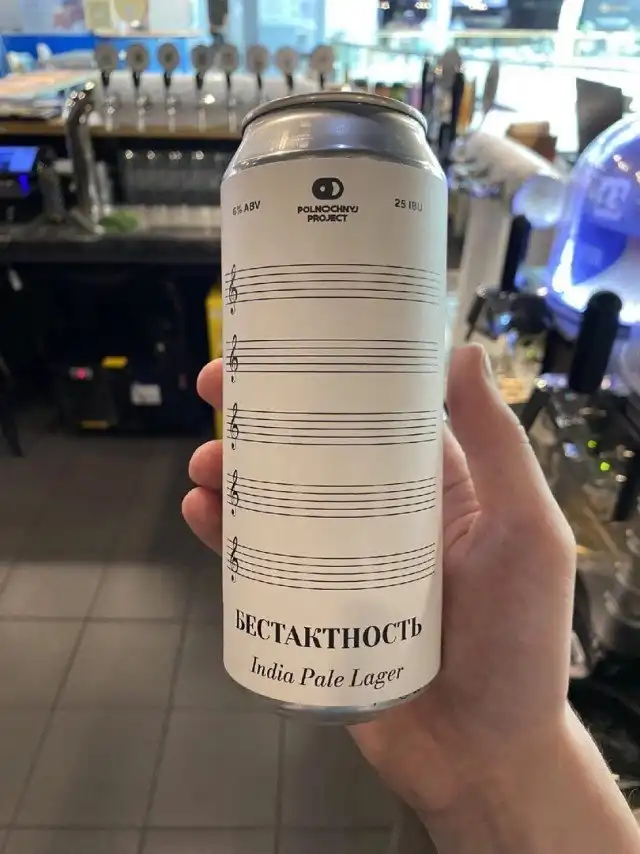 6% ABV
POLNOCHNYJ
PROJECT
25 IBU
БЕСТАКТНОСТЬ
India Pale Lager